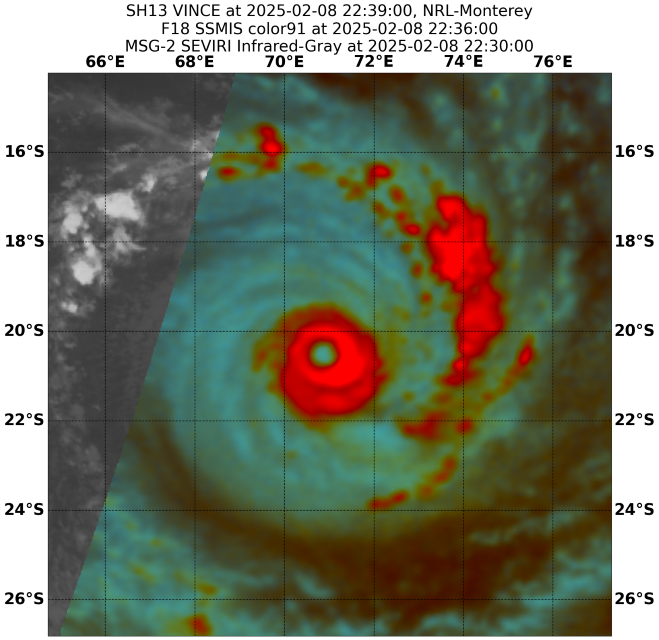 SH13 VINCE at 2025-02-08 22:39:00, NRL-Monterey
F18 SSMIS color91 at 2025-02-08 22:36:00
MSG-2 SEVIRI Infrared-Gray at 2025-02-08 22:30:00
66°E 68°E 70°E 72°E 74°E 76°E
16°S 16°S
18°S 18°S
20°S 20°S
22°S 22°S
24°S 24°S
26°S 26°S